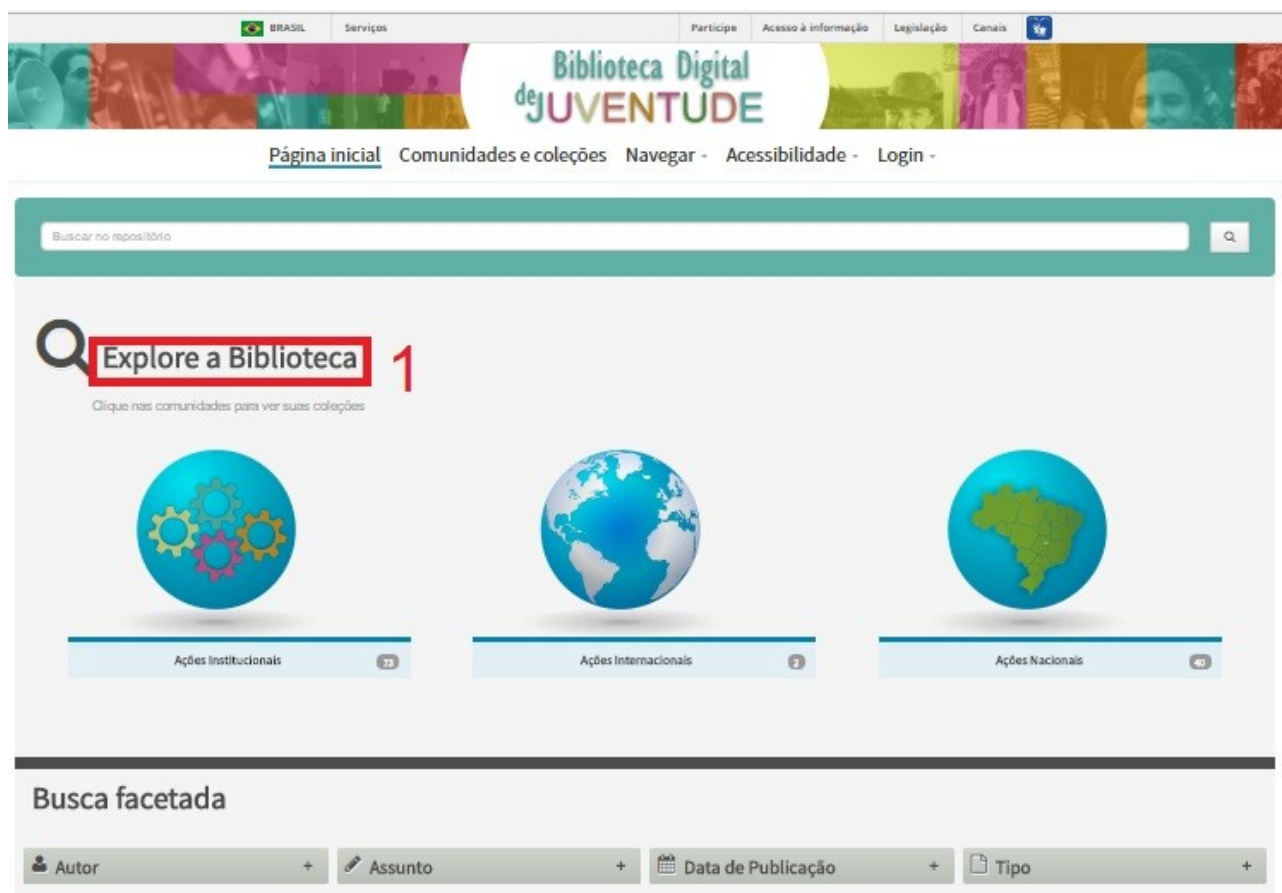 BRASIL Serviços Participe Acesso à informação Legislação Canais
Biblioteca Digital
de JUVENTUDE
Página inicial Comunidades e coleções Navegar Acessibilidade Login
Buscar no repositório
Explore a Biblioteca 1
Clique nas comunidades para ver suas coleções
Ações Institucionais 73 Ações Internacionais 2 Ações Nacionais 40
Busca facetada
Autor + Assunto + Data de Publicação + Tipo +